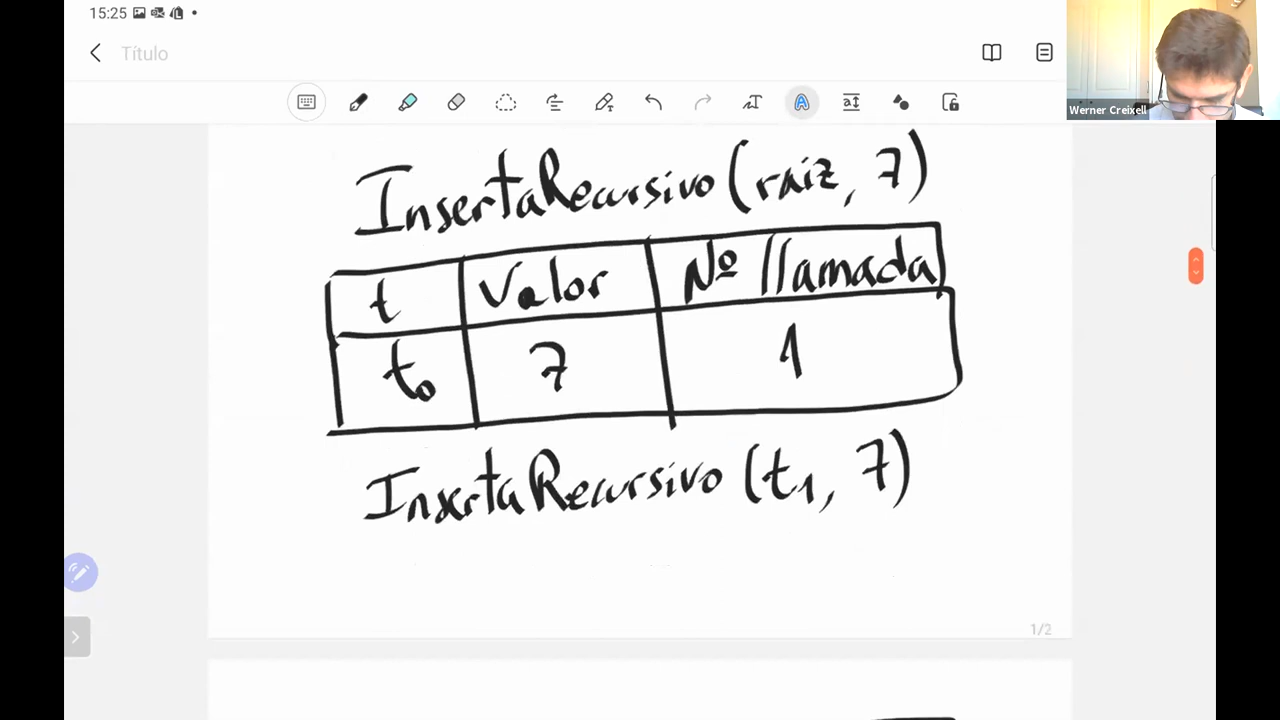 15:25
Título
Werner Creixell
InsertaRecursivo (raiz, 7)
t Valor Nº llamada
t0 7 1
InsertaRecursivo (t1, 7)
1/2